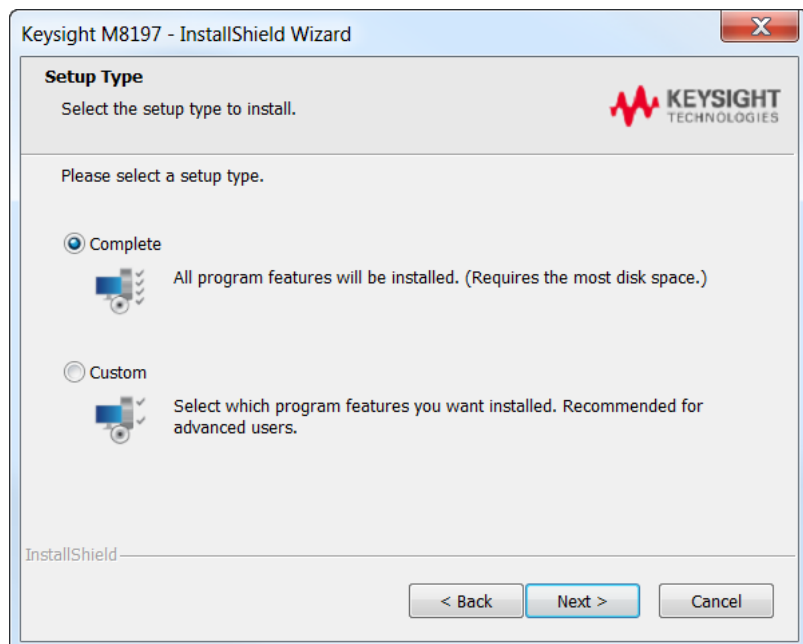 Keysight M8197 - InstallShield Wizard
X
Setup Type
Select the setup type to install.
KEYSIGHT
TECHNOLOGIES
Please select a setup type.
Complete
All program features will be installed. (Requires the most disk space.)
Custom
Select which program features you want installed. Recommended for
advanced users.
InstallShield
< Back
Next >
Cancel